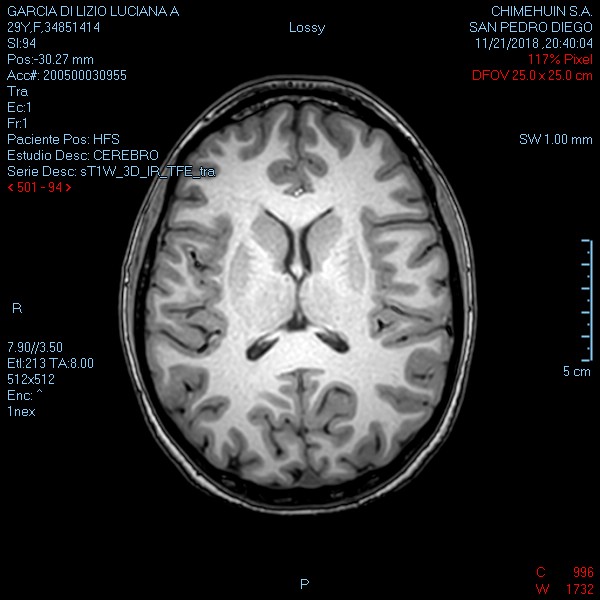 GARCIA DI LIZIO LUCIANA A
29Y,F,34851414
Sl:94
Pos:-30.27 mm
Acc#: 200500030955
Tra
Ec:1
Fr:1
Paciente Pos: HFS
Estudio Desc: CEREBRO
Serie Desc: sT1W_3D_IR_TFE_tra
< 501 - 94 >
Lossy
CHIMEHUIN S.A.
SAN PEDRO DIEGO
11/21/2018 ,20:40:04
117% Pixel
DFOV 25.0 x 25.0 cm
SW 1.00 mm
R
5 cm
7.90//3.50
Etl:213 TA:8.00
512x512
Enc: ^
1nex
P
C 996
W 1732